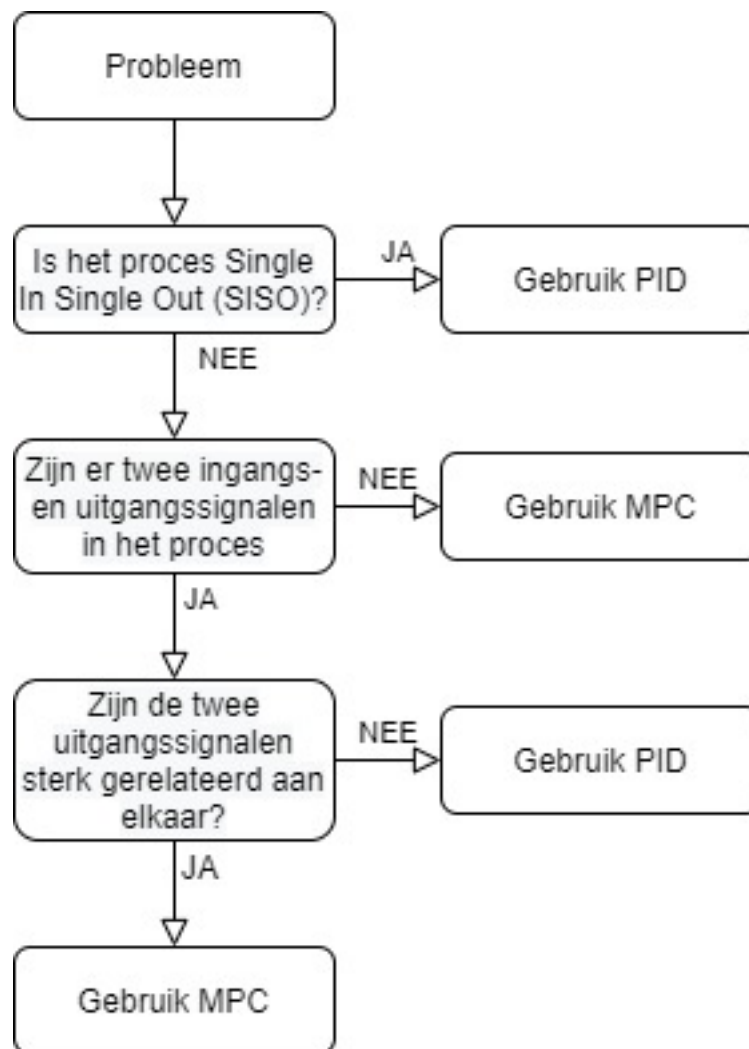 Probleem
Is het proces Single
In Single Out (SISO)?
JA
Gebruik PID
NEE
Zijn er twee ingangs-
en uitgangssignalen
in het proces
NEE
Gebruik MPC
JA
Zijn de twee
uitgangssignalen
sterk gerelateerd aan
elkaar?
NEE
Gebruik PID
JA
Gebruik MPC